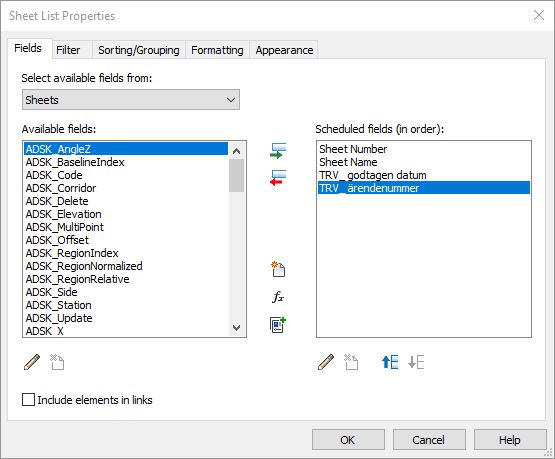 Sheet List Properties
Fields Filter Sorting/Grouping Formatting Appearance
Select available fields from:
Sheets
Available fields:
ADSK_AngleZ
ADSK_BaselineIndex
ADSK_Code
ADSK_Corridor
ADSK_Delete
ADSK_Elevation
ADSK_MultiPoint
ADSK_Offset
ADSK_RegionIndex
ADSK_RegionNormalized
ADSK_RegionRelative
ADSK_Side
ADSK_Station
ADSK_Update
ADSK_X
Scheduled fields (in order):
Sheet Number
Sheet Name
TRV_ godtagen datum
TRV_ ärendenummer
fx
Include elements in links
OK Cancel Help